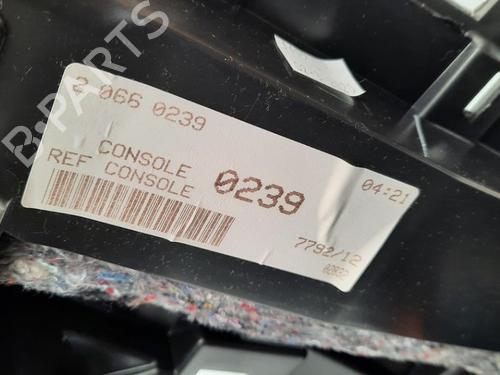 B-PARTS
2 066 0239
CONSOLE
REF CONSOLE
0239
04:21
7792/12